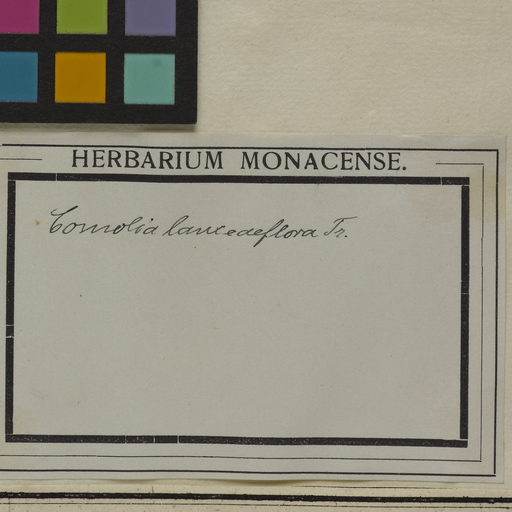 HERBARIUM MONACENSE.
Comolia lanceaeflora Tr.